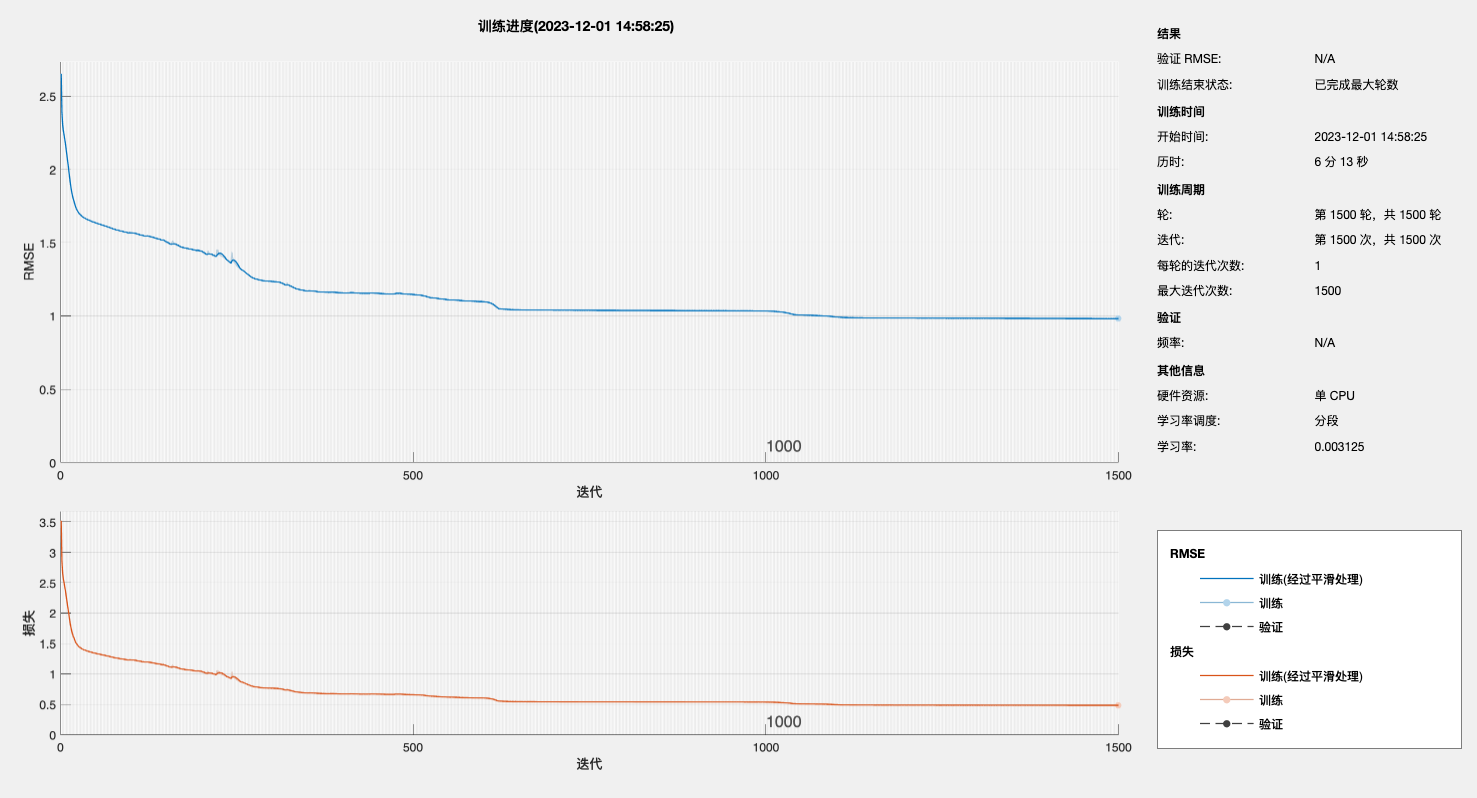 训练进度(2023-12-01 14:58:25)
2.5
2
1.5
1
0.5
0
RMSE
1000
0
500
1000
1500
迭代
3.5
3
2.5
2
1.5
1
0.5
0
损失
1000
0
500
1000
1500
迭代
结果
验证 RMSE: N/A
训练结束状态: 已完成最大轮数
训练时间
开始时间: 2023-12-01 14:58:25
历时: 6 分 13 秒
训练周期
轮: 第 1500 轮，共 1500 轮
迭代: 第 1500 次，共 1500 次
每轮的迭代次数: 1
最大迭代次数: 1500
验证
频率: N/A
其他信息
硬件资源: 单 CPU
学习率调度: 分段
学习率: 0.003125
RMSE
训练(经过平滑处理)
训练
验证
损失
训练(经过平滑处理)
训练
验证